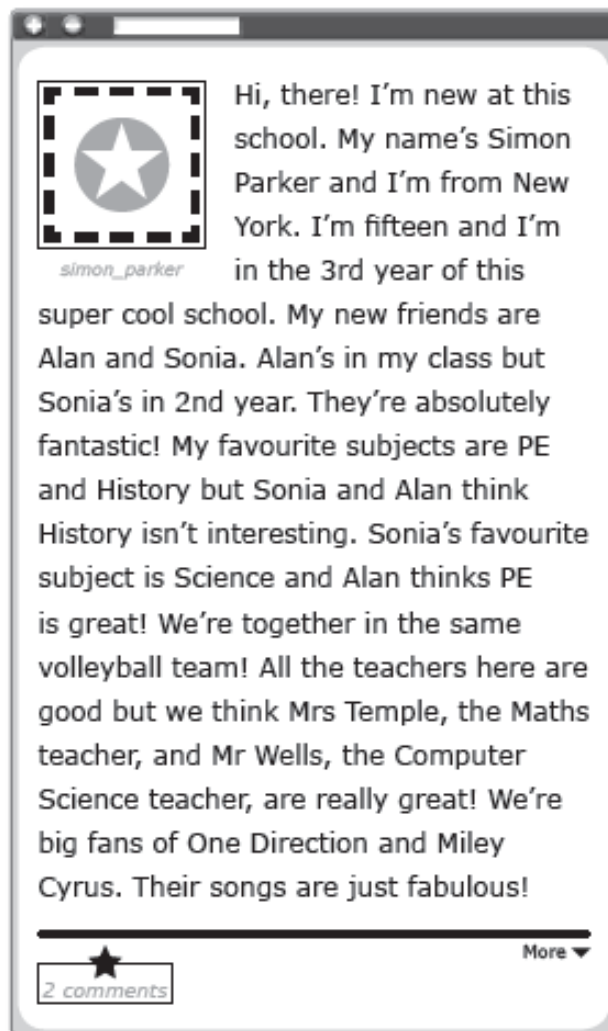 Hi, there! I'm new at this
school. My name's Simon
Parker and I'm from New
York. I'm fifteen and I'm
simon_parker
in the 3rd year of this
super cool school. My new friends are
Alan and Sonia. Alan's in my class but
Sonia's in 2nd year. They're absolutely
fantastic! My favourite subjects are PE
and History but Sonia and Alan think
History isn't interesting. Sonia's favourite
subject is Science and Alan thinks PE
is great! We're together in the same
volleyball team! All the teachers here are
good but we think Mrs Temple, the Maths
teacher, and Mr Wells, the Computer
Science teacher, are really great! We're
big fans of One Direction and Miley
Cyrus. Their songs are just fabulous!
More
2 comments